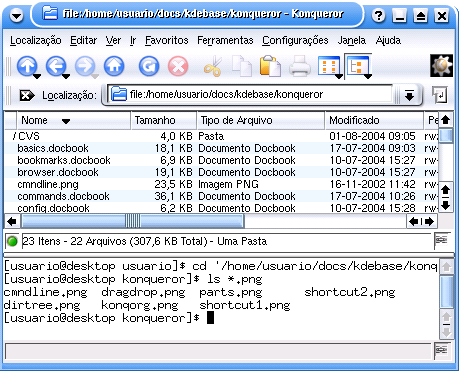 file:/home/usuario/docs/kdebase/konqueror - Konqueror
Localização Editar Ver Ir Favoritos Ferramentas Configurações Janela Ajuda
Localização: file:/home/usuario/docs/kdebase/konqueror
Nome Tamanho Tipo de Arquivo Modificado
/ CVS 4,0 KB Pasta 01-08-2004 09:05 rw
basics.docbook 18,1 KB Documento Docbook 17-07-2004 09:03 rw-
bookmarks.docbook 6,9 KB Documento Docbook 10-07-2004 15:27 rw-
browser.docbook 19,1 KB Documento Docbook 10-07-2004 15:27 rw-
cmndline.png 23,5 KB Imagem PNG 16-11-2002 11:42 rw-
commands.docbook 36,1 KB Documento Docbook 17-07-2004 10:26 rw-
config.docbook 6,2 KB Documento Docbook 10-07-2004 15:28 rw-
23 Itens - 22 Arquivos (307,6 KB Total) - Uma Pasta
[usuario@desktop usuario]$ cd '/home/usuario/docs/kdebase/konq
[usuario@desktop konqueror]$ ls *.png
cmndline.png dragdrop.png parts.png shortcut2.png
dirtree.png konqorg.png shortcut1.png
[usuario@desktop konqueror]$